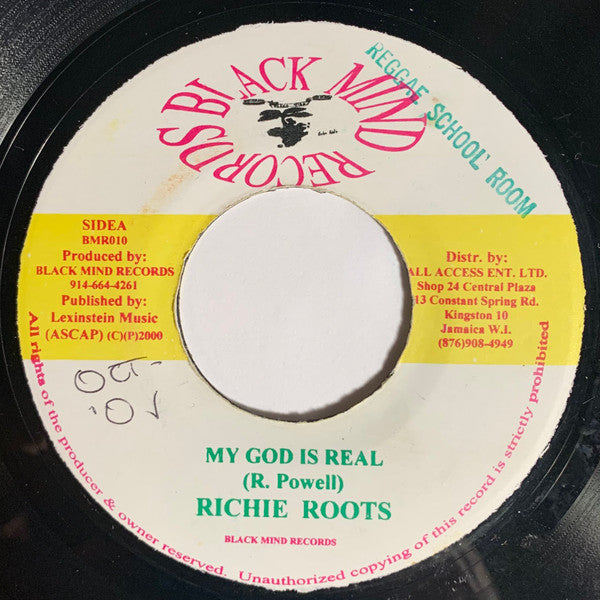 BLACK MIND
RECORDS
REGGAE SCHOOL ROOM
SIDEA
BMR010
Produced by:
BLACK MIND RECORDS
914-664-4261
Published by:
Lexinstein Music
(ASCAP) (C)(P)2000
Distr. by:
ALL ACCESS ENT. LTD.
Shop 24 Central Plaza
13 Constant Spring Rd.
Kingston 10
Jamaica W.I.
(876)908-4949
OCT-
'01
MY GOD IS REAL
(R. Powell)
RICHIE ROOTS
BLACK MIND RECORDS
All rights of the producer & owner reserved. Unauthorized copying of this record is strictly prohibited